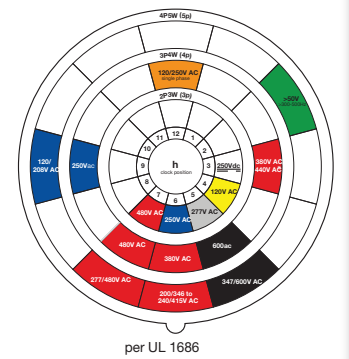 4P5W (5p)
3P4W (4p)
120/250V AC
single phase
2P3W (3p)
>50V
12
11
1
10
2
9
h
clock position
3
8
4
7
6
5
120/
208V AC
250Vac
250Vdc
380V AC
440V AC
120V AC
480V AC
250V AC
277V AC
480V AC
380V AC
600ac
277/480V AC
200/346 to
240/415V AC
347/600V AC
per UL 1686